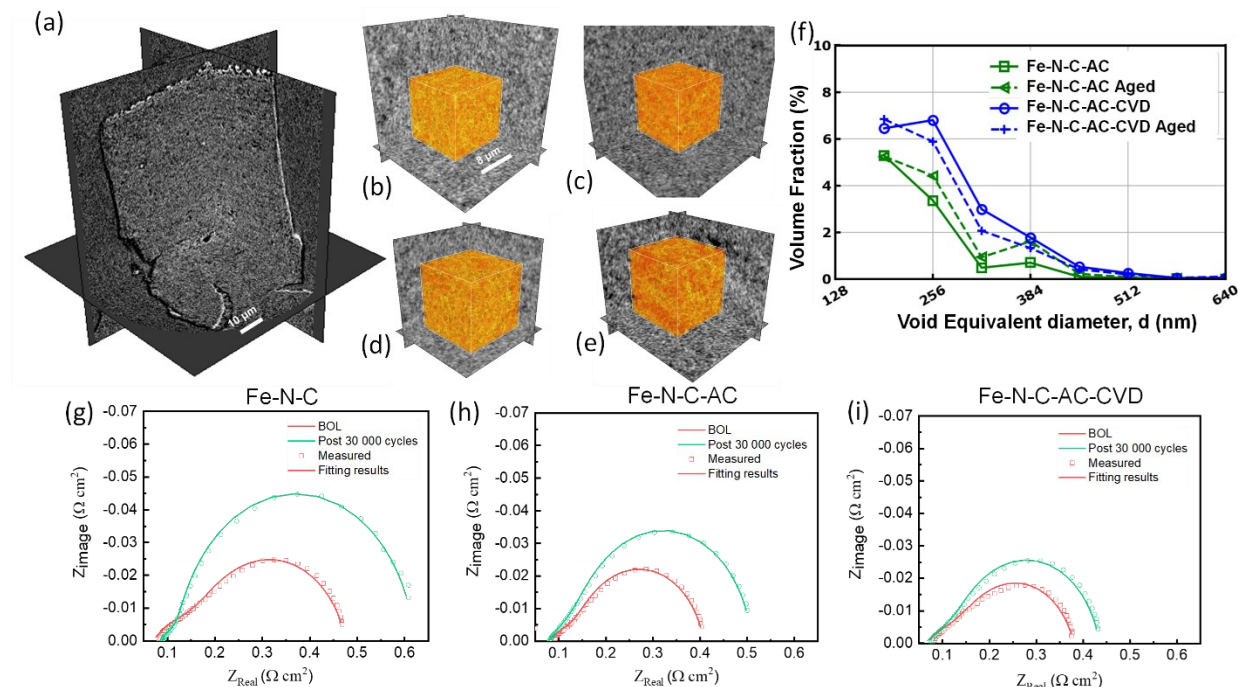 (a)
10 µm
(b)
8 µm
(c)
(d)
(e)
(f)
Volume Fraction (%)
10
8
6
4
2
0
128
256
384
512
640
Void Equivalent diameter, d (nm)
Fe-N-C-AC
Fe-N-C-AC Aged
Fe-N-C-AC-CVD
Fe-N-C-AC-CVD Aged
(g)
Fe-N-C
-0.07
-0.06
-0.05
-0.04
-0.03
-0.02
-0.01
0.00
Zimage (Ω cm²)
BOL
Post 30 000 cycles
Measured
Fitting results
0.1 0.2 0.3 0.4 0.5 0.6
ZReal (Ω cm²)
(h)
Fe-N-C-AC
-0.07
-0.06
-0.05
-0.04
-0.03
-0.02
-0.01
0.00
Zimage (Ω cm²)
BOL
Post 30 000 cycles
Measured
Fitting results
0.1 0.2 0.3 0.4 0.5 0.6
ZReal (Ω cm²)
(i)
Fe-N-C-AC-CVD
-0.07
-0.06
-0.05
-0.04
-0.03
-0.02
-0.01
0.00
Zimage (Ω cm²)
BOL
Post 30 000 cycles
Measured
Fitting results
0.1 0.2 0.3 0.4 0.5 0.6
ZReal (Ω cm²)